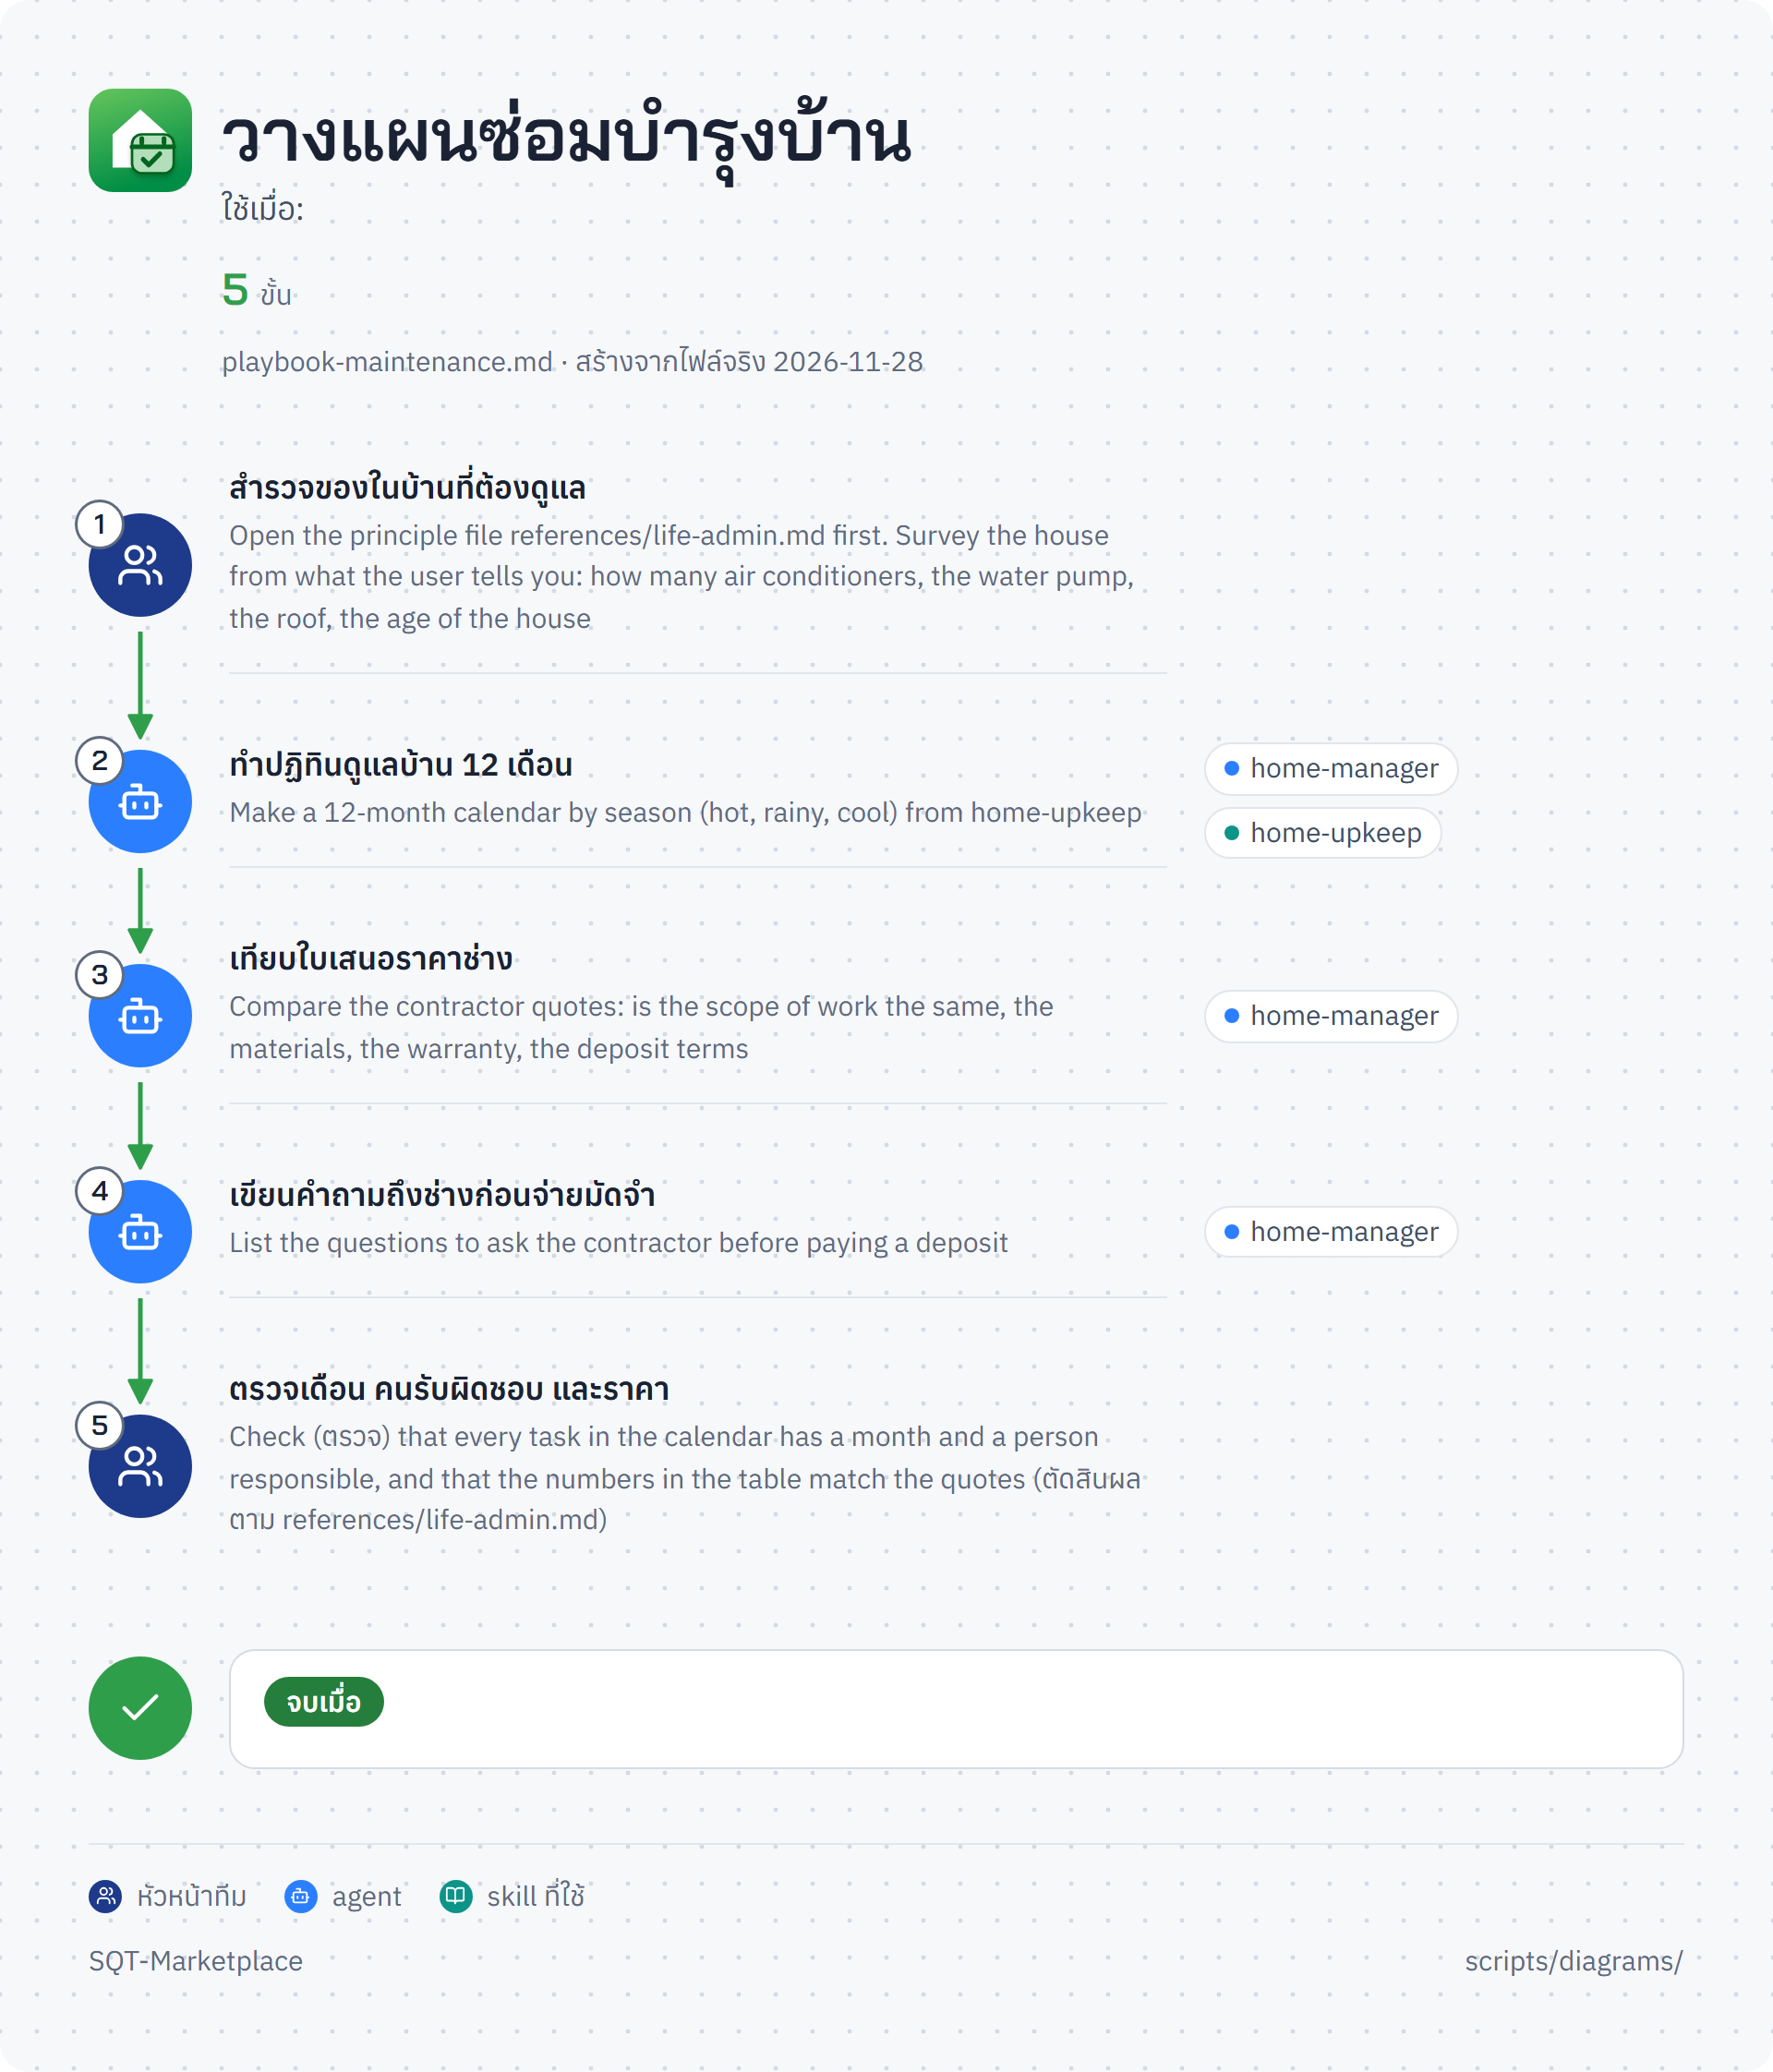 วางแผนซ่อมบำรุงบ้าน
ใช้เมื่อ:
5 ขั้น
playbook-maintenance.md · สร้างจากไฟล์จริง 2026-11-28
1
สำรวจของในบ้านที่ต้องดูแล
Open the principle file references/life-admin.md first. Survey the house
from what the user tells you: how many air conditioners, the water pump,
the roof, the age of the house
2
ทำปฏิทินดูแลบ้าน 12 เดือน
Make a 12-month calendar by season (hot, rainy, cool) from home-upkeep
home-manager
home-upkeep
3
เทียบใบเสนอราคาช่าง
Compare the contractor quotes: is the scope of work the same, the
materials, the warranty, the deposit terms
home-manager
4
เขียนคำถามถึงช่างก่อนจ่ายมัดจำ
List the questions to ask the contractor before paying a deposit
home-manager
5
ตรวจเดือน คนรับผิดชอบ และราคา
Check (ตรวจ) that every task in the calendar has a month and a person
responsible, and that the numbers in the table match the quotes (ตัดสินผล
ตาม references/life-admin.md)
จบเมื่อ
หัวหน้าทีม agent skill ที่ใช้
SQT-Marketplace scripts/diagrams/